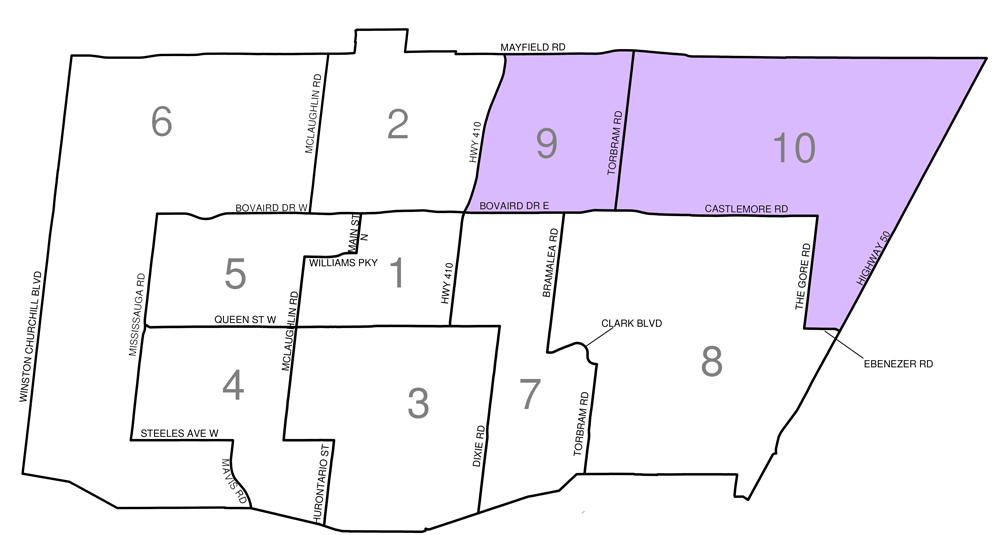 MAYFIELD RD
MCLAUGHLIN RD
6
2
9
10
HWY 410
TORBRAM RD
BOVAIRD DR W
BOVAIRD DR E
CASTLEMORE RD
MAIN ST
N
WILLIAMS PKY
5
1
HWY 410
BRAMALEA RD
THE GORE RD
HIGHWAY 50
WINSTON CHURCHILL BLVD
MISSISSAUGA RD
QUEEN ST W
MCLAUGHLIN RD
CLARK BLVD
EBENEZER RD
4
3
7
8
STEELES AVE W
MAVIS RD
HURONTARIO ST
DIXIE RD
TORBRAM RD